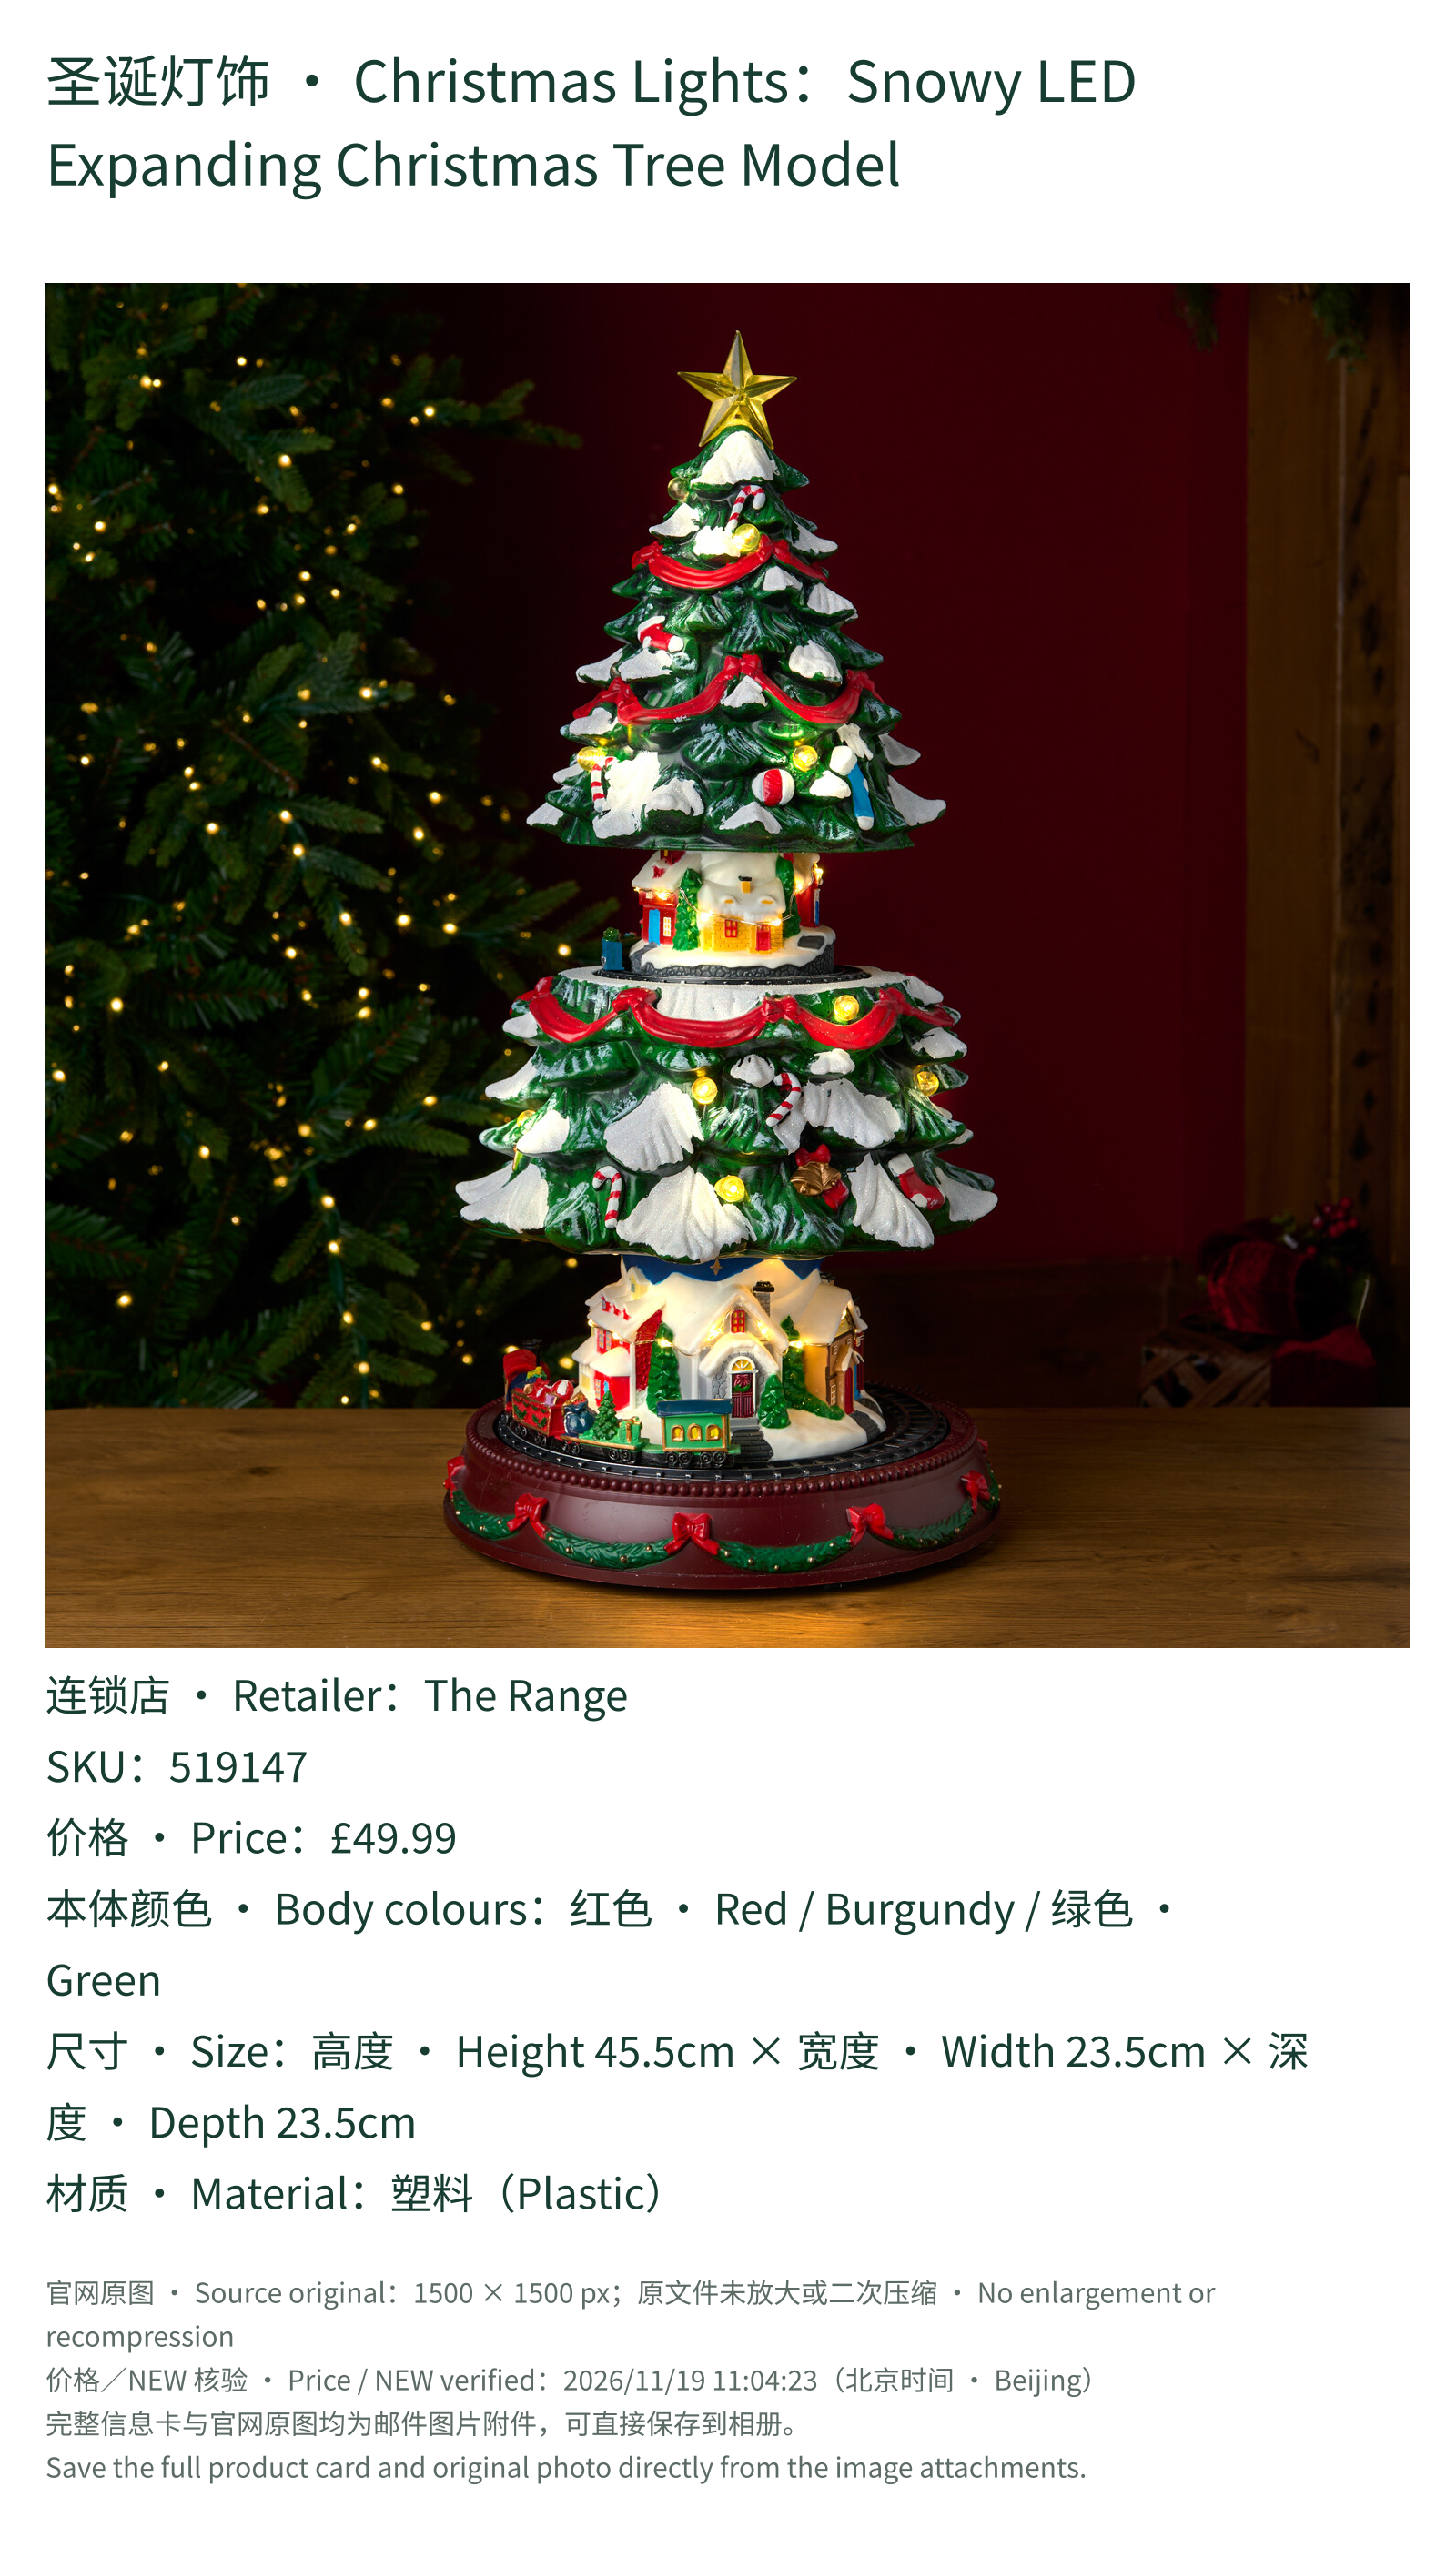 圣诞灯饰 · Christmas Lights：Snowy LED
Expanding Christmas Tree Model
连锁店 · Retailer：The Range
SKU：519147
价格 · Price：£49.99
本体颜色 · Body colours：红色 · Red / Burgundy / 绿色 ·
Green
尺寸 · Size：高度 · Height 45.5cm × 宽度 · Width 23.5cm × 深
度 · Depth 23.5cm
材质 · Material：塑料（Plastic）
官网原图 · Source original：1500 × 1500 px；原文件未放大或二次压缩 · No enlargement or
recompression
价格／NEW 核验 · Price / NEW verified：2026/11/19 11:04:23（北京时间 · Beijing）
完整信息卡与官网原图均为邮件图片附件，可直接保存到相册。
Save the full product card and original photo directly from the image attachments.